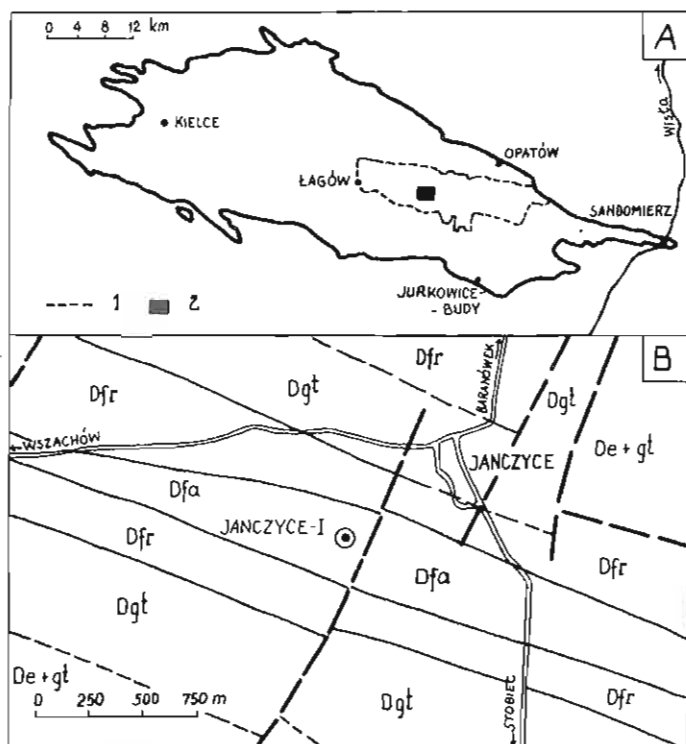 0 4 8 12 km
A
WISŁA
KIELCE
OPATÓW
ŁAGÓW
SANDOMIERZ
JURKOWICE-
-BUDY
1 2
B
Dfr
BARANÓWEK
Dgt
Dfr
Dgt
De + gt
WSZACHÓW
JANCZYCE
Dfa
JANCZYCE-I
Dfr
Dfa
Dfr
Dgt
De + gt
0 250 500 750 m
Dgt
STOBIEC
Dfr